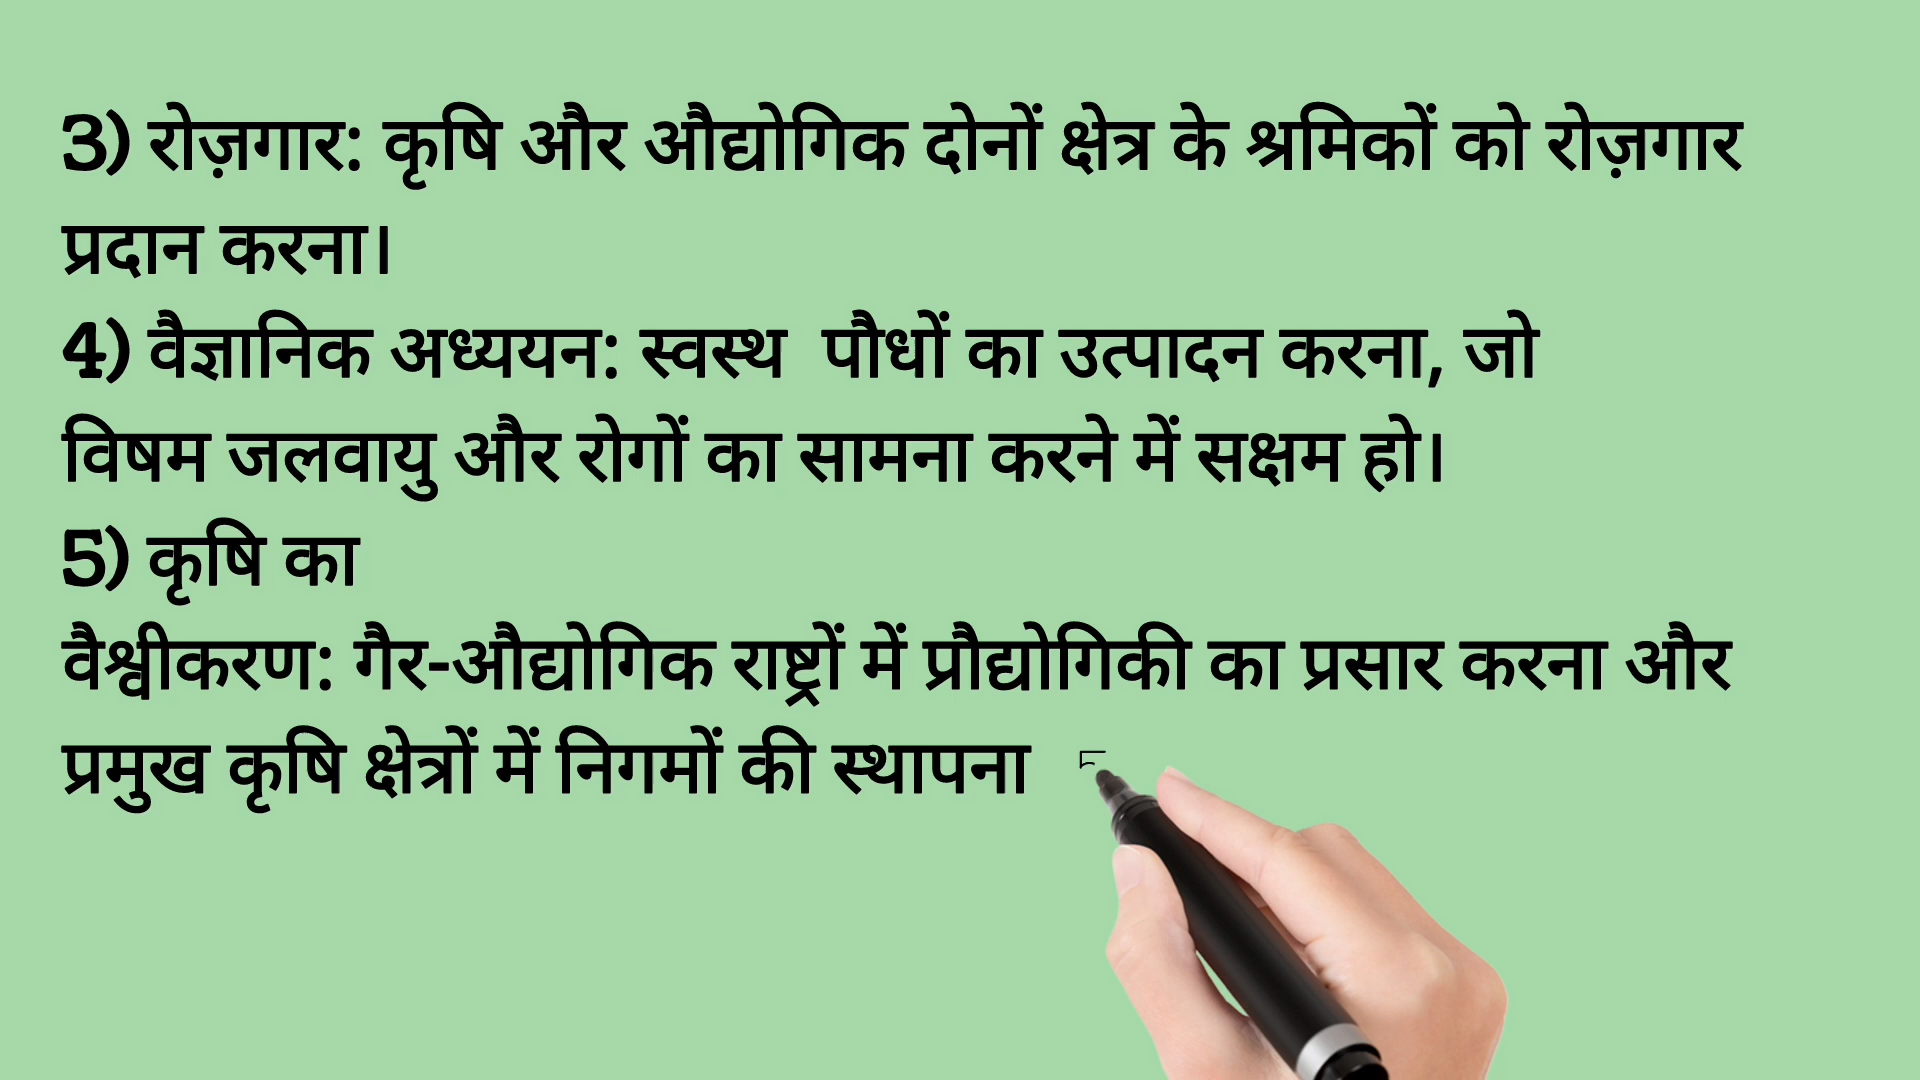 3) रोज़गार: कृषि और औद्योगिक दोनों क्षेत्र के श्रमिकों को रोज़गार
प्रदान करना।
4) वैज्ञानिक अध्ययन: स्वस्थ  पौधों का उत्पादन करना, जो
विषम जलवायु और रोगों का सामना करने में सक्षम हो।
5) कृषि का
वैश्वीकरण: गैर-औद्योगिक राष्ट्रों में प्रौद्योगिकी का प्रसार करना और
प्रमुख कृषि क्षेत्रों में निगमों की स्थापना